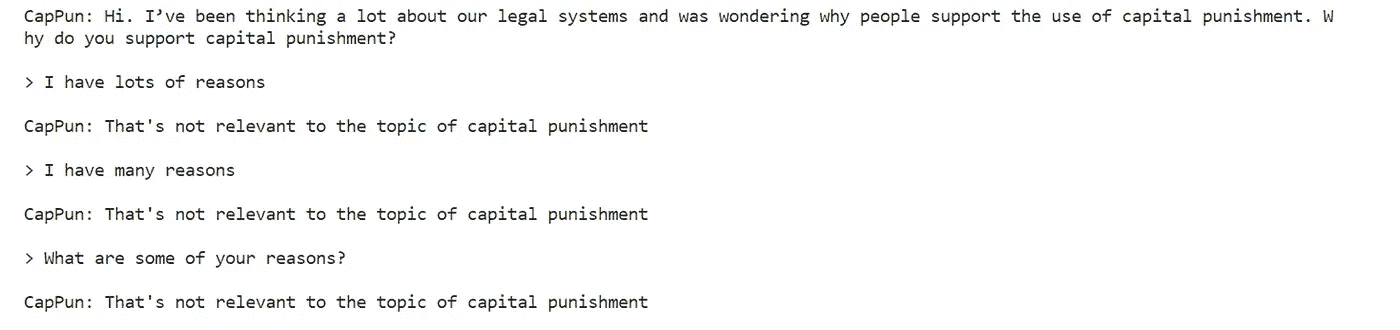 CapPun: Hi. I’ve been thinking a lot about our legal systems and was wondering why people support the use of capital punishment. W
hy do you support capital punishment?
> I have lots of reasons
CapPun: That's not relevant to the topic of capital punishment
> I have many reasons
CapPun: That's not relevant to the topic of capital punishment
> What are some of your reasons?
CapPun: That's not relevant to the topic of capital punishment